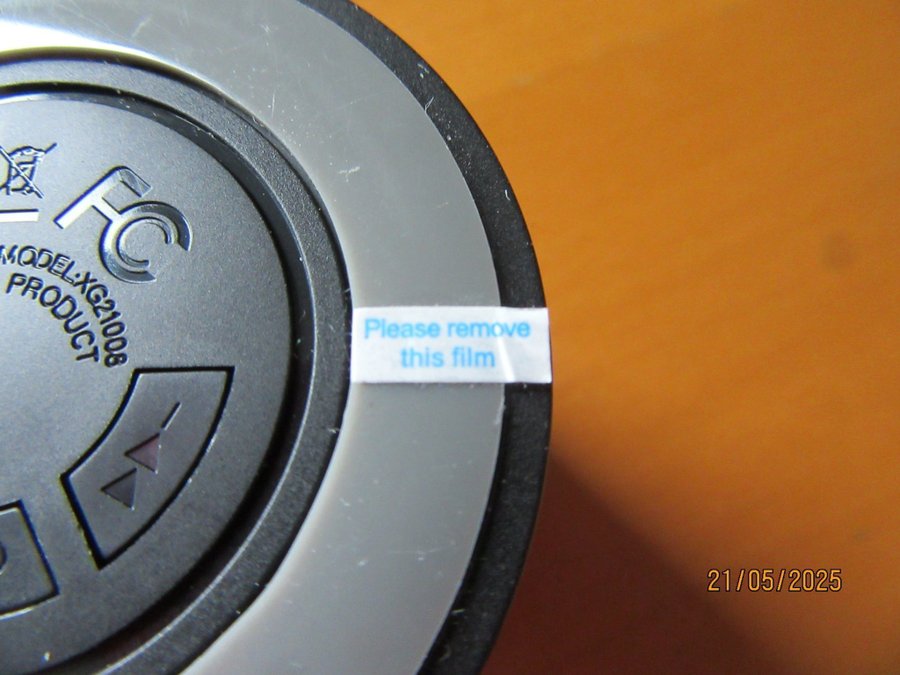 FC
MODEL:XG21008
PRODUCT
Please remove
this film
21/05/2025